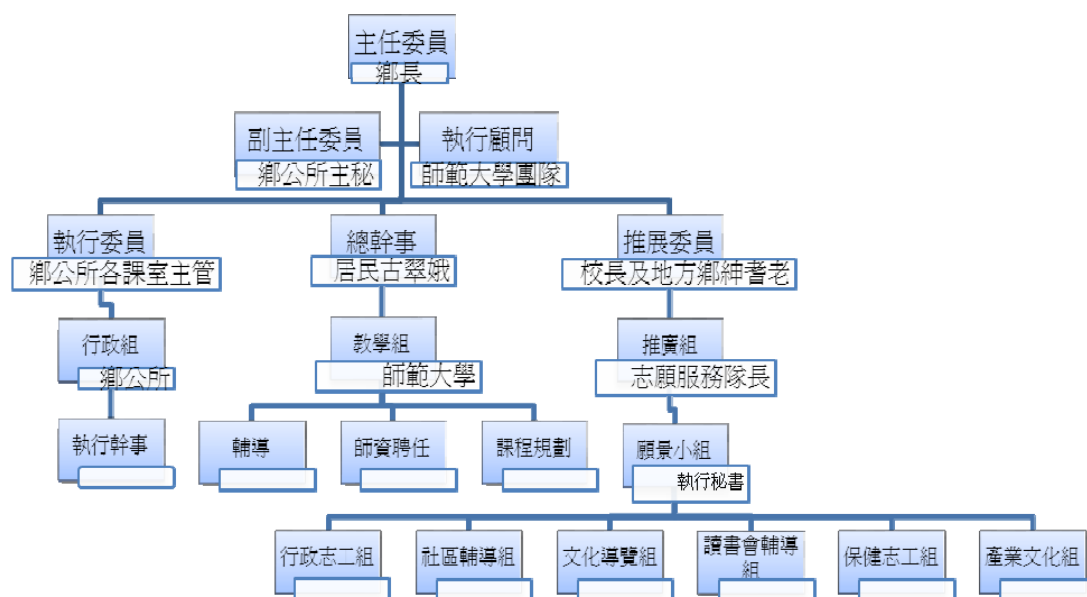 主任委員
鄉長
副主任委員
鄉公所主秘
執行顧問
師範大學團隊
執行委員
鄉公所各課室主管
總幹事
居民古翠娥
推展委員
校長及地方鄉紳耆老
行政組
鄉公所
教學組
師範大學
推廣組
志願服務隊長
執行幹事
輔導
師資聘任
課程規劃
願景小組
執行秘書
行政志二組
社區輔導組
文化導覽組
讀書會輔導
組
保健志工組
產業文化組